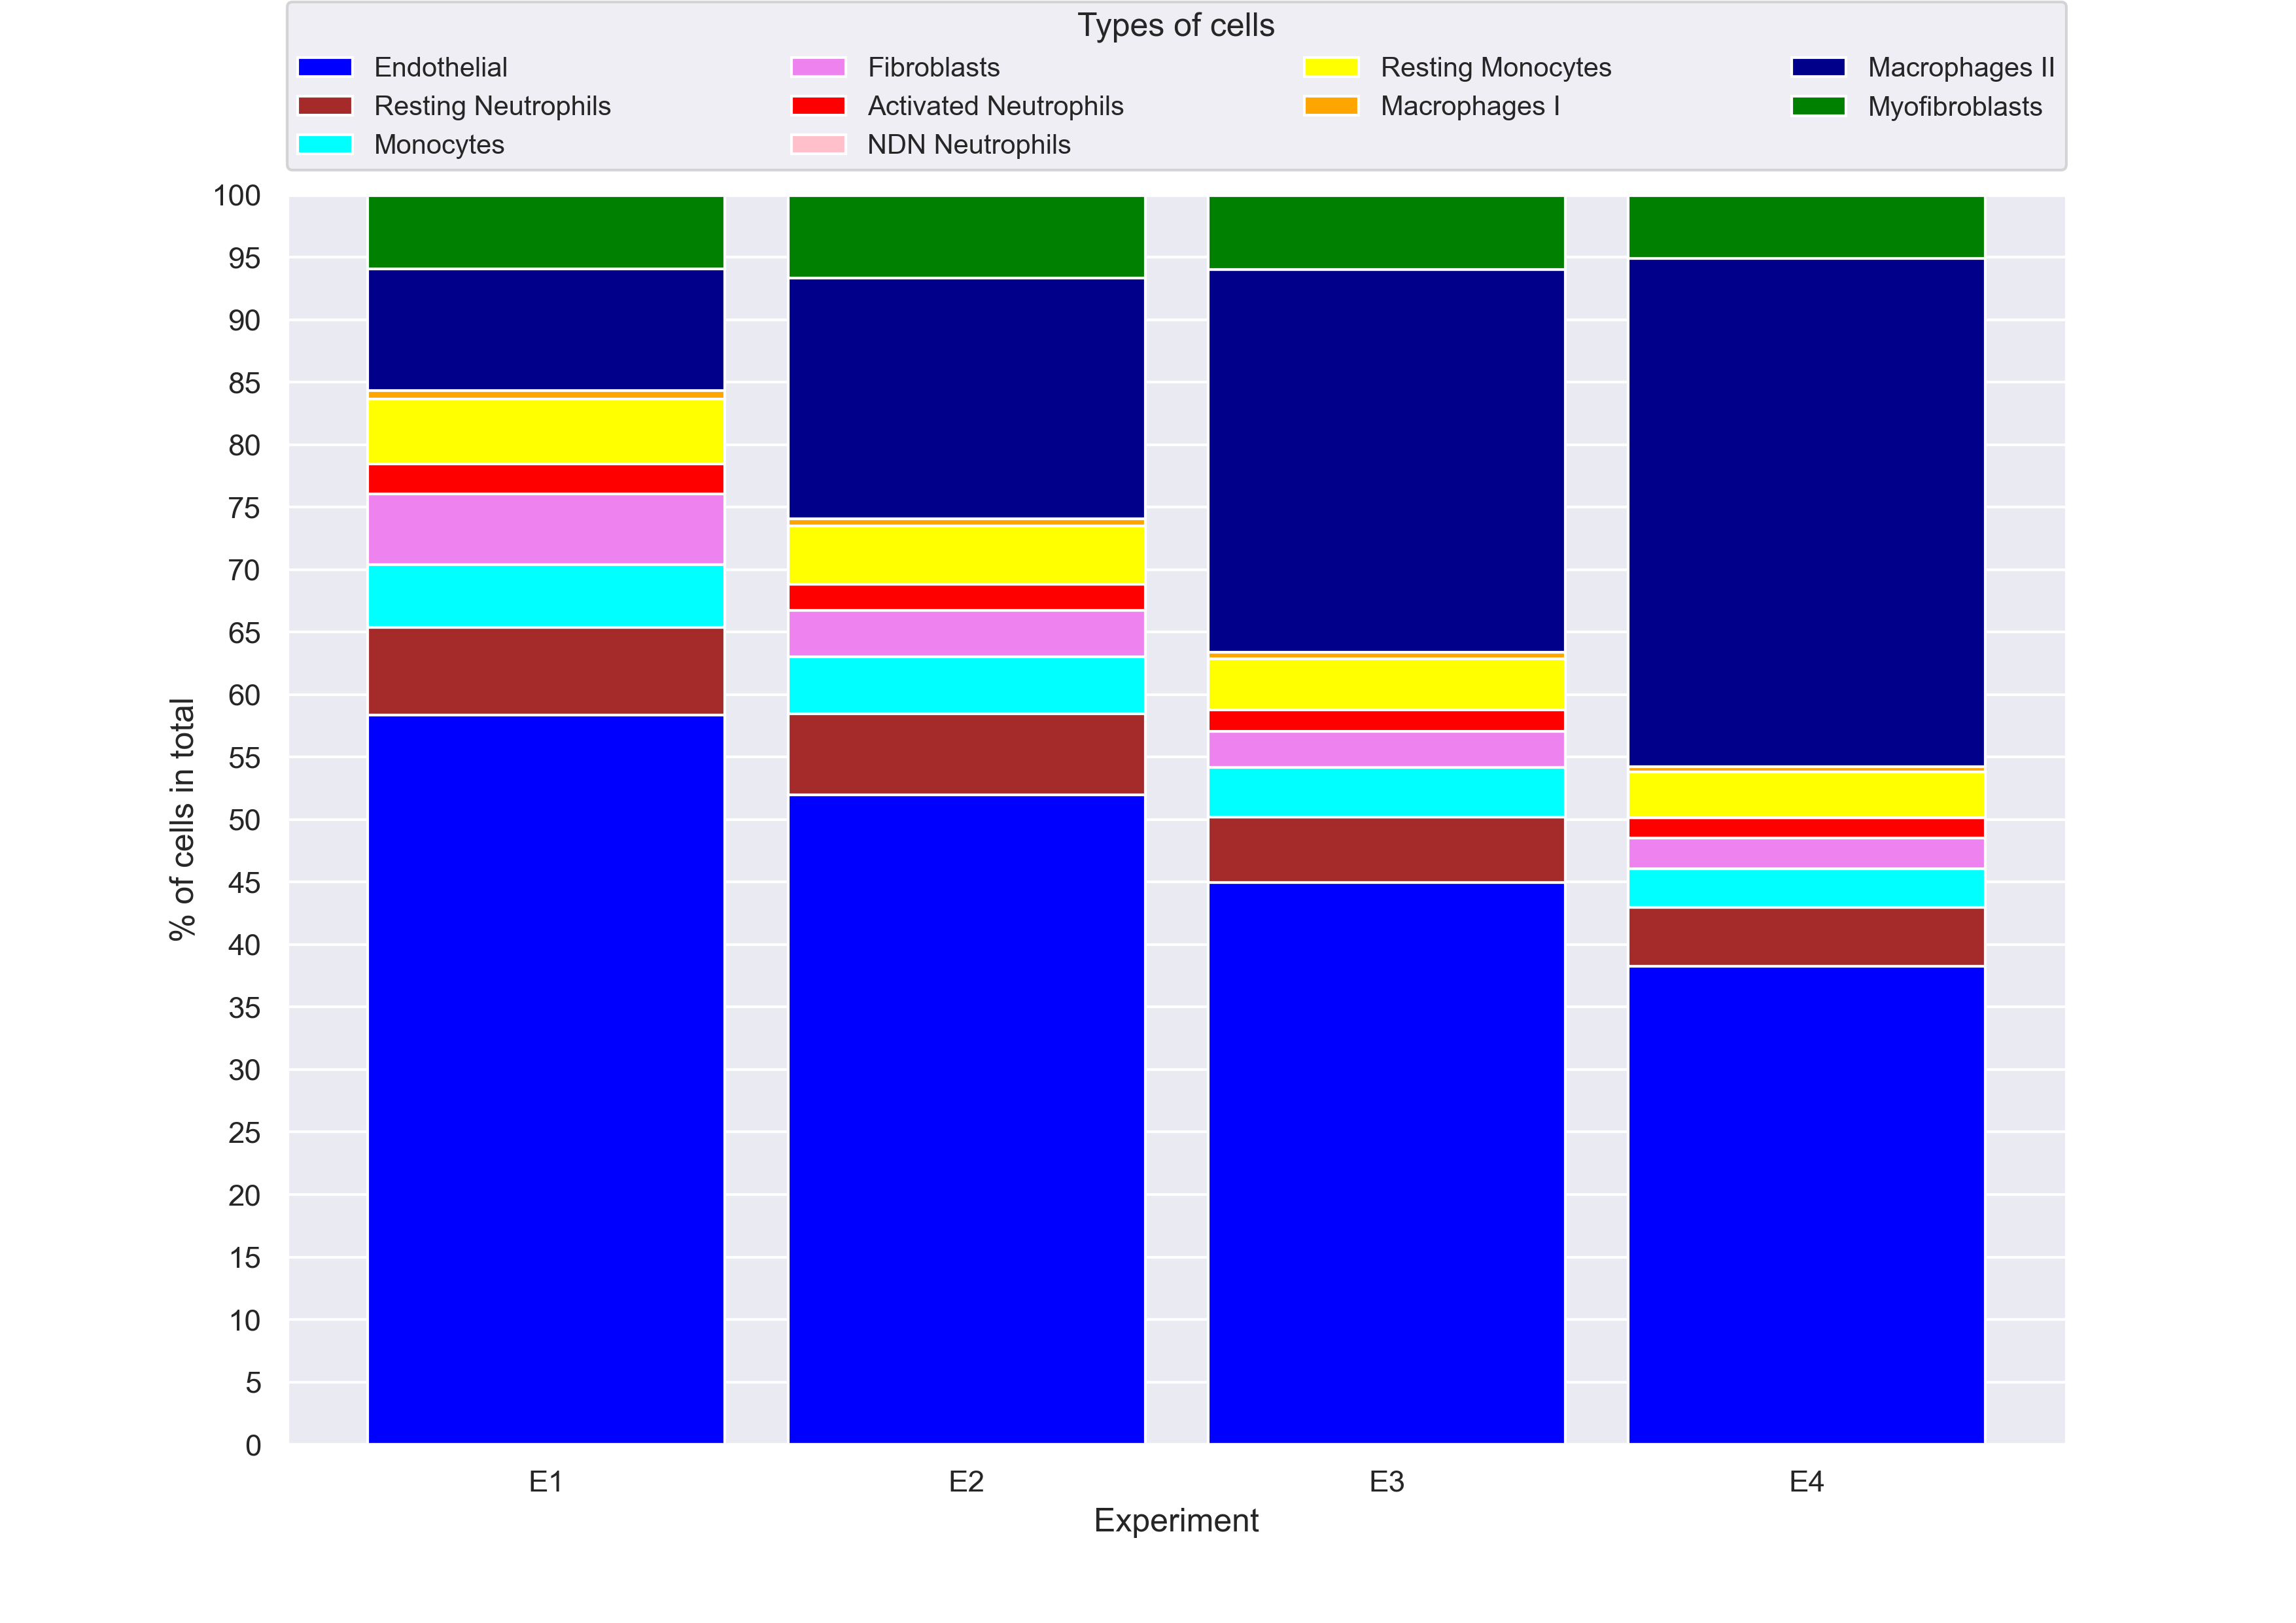 Types of cells
Endothelial
Resting Neutrophils
Monocytes
Fibroblasts
Activated Neutrophils
NDN Neutrophils
Resting Monocytes
Macrophages I
Macrophages II
Myofibroblasts
% of cells in total
100
95
90
85
80
75
70
65
60
55
50
45
40
35
30
25
20
15
10
5
0
E1
E2
E3
E4
Experiment